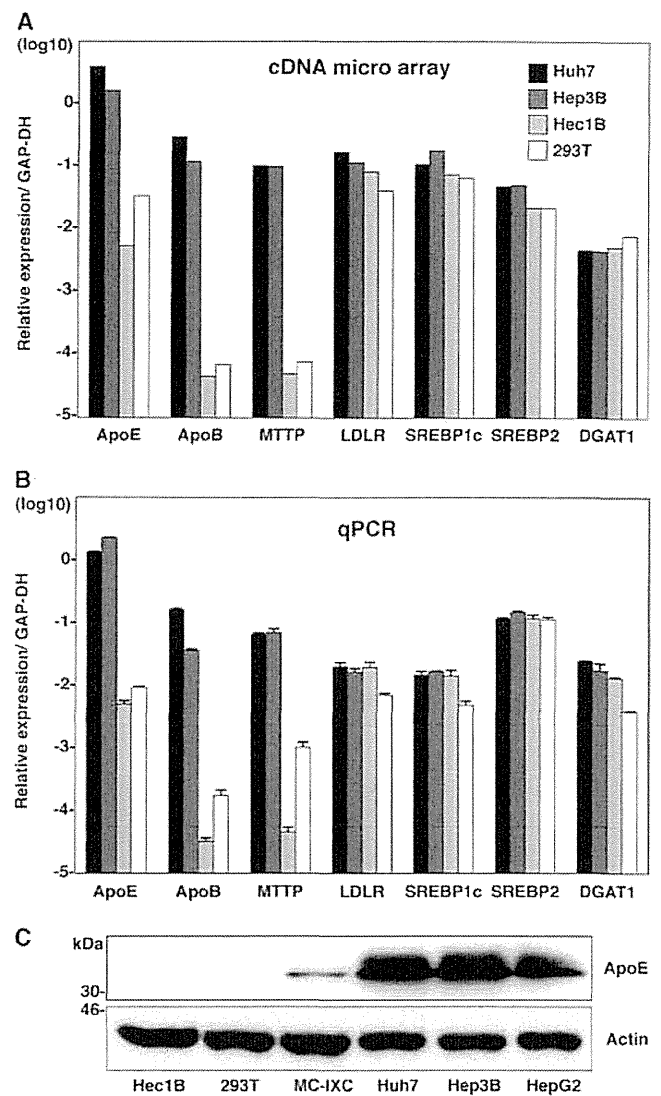 A
(log10)
cDNA micro array
Huh7
Hep3B
Hec1B
293T
Relative expression/ GAP-DH
0-
-1-
-2-
-3-
-4-
-5-
ApoE ApoB MTTP LDLR SREBP1c SREBP2 DGAT1
B
(log10)
qPCR
Relative expression/ GAP-DH
0-
-1-
-2-
-3-
-4-
-5-
ApoE ApoB MTTP LDLR SREBP1c SREBP2 DGAT1
C
kDa
ApoE
30-
46-
Actin
Hec1B 293T MC-IXC Huh7 Hep3B HepG2